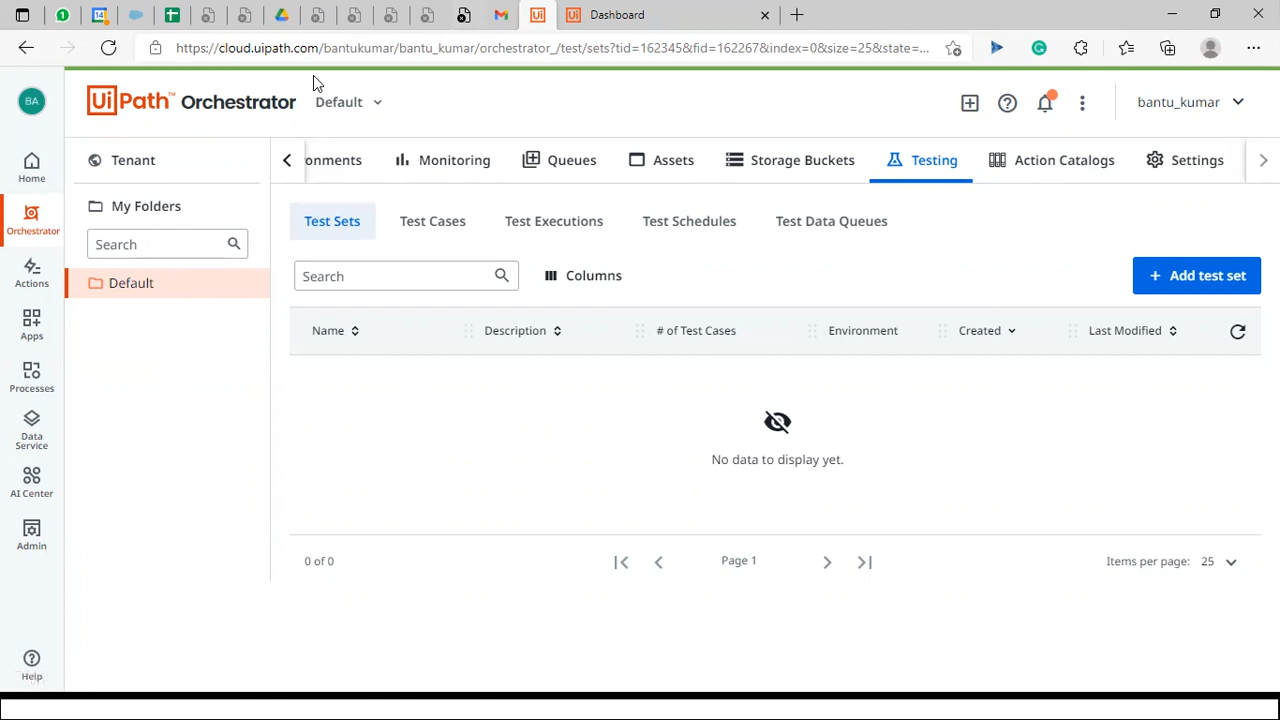 Dashboard
https://cloud.uipath.com/bantukumar/bantu_kumar/orchestrator_/test/sets?tid=162345&fid=162267&index=0&size=25&state=...
BA
UiPath™ Orchestrator
Default
bantu_kumar
Home
Orchestrator
Actions
Apps
Processes
Data Service
AI Center
Admin
Help
Tenant
My Folders
Search
Default
onments
Monitoring
Queues
Assets
Storage Buckets
Testing
Action Catalogs
Settings
Test Sets
Test Cases
Test Executions
Test Schedules
Test Data Queues
Search
Columns
+ Add test set
Name
Description
# of Test Cases
Environment
Created
Last Modified
No data to display yet.
0 of 0
Page 1
Items per page: 25